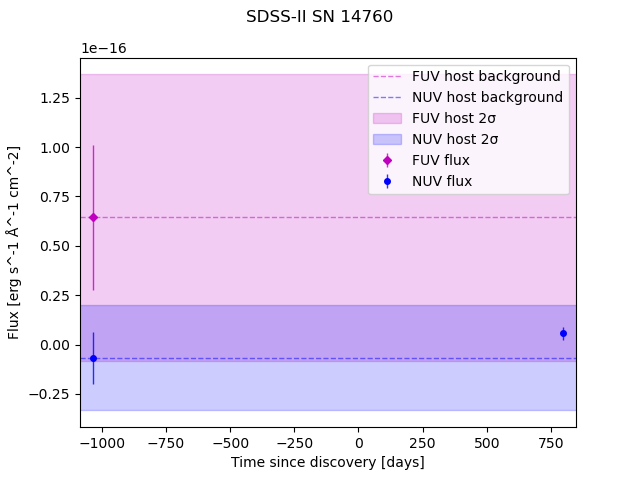 SDSS-II SN 14760
1e−16
FUV host background
NUV host background
FUV host 2σ
NUV host 2σ
FUV flux
NUV flux
1.25
1.00
0.75
0.50
0.25
0.00
−0.25
Flux [erg s^-1 Å^-1 cm^-2]
−1000
−750
−500
−250
0
250
500
750
Time since discovery [days]